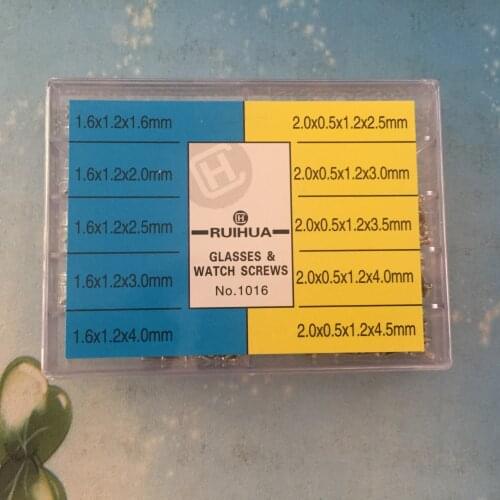 1.6x1.2x1.6mm
1.6x1.2x2.0mm
1.6x1.2x2.5mm
1.6x1.2x3.0mm
1.6x1.2x4.0mm
RUIHUA
GLASSES &
WATCH SCREWS
No.1016
2.0x0.5x1.2x2.5mm
2.0x0.5x1.2x3.0mm
2.0x0.5x1.2x3.5mm
2.0x0.5x1.2x4.0mm
2.0x0.5x1.2x4.5mm